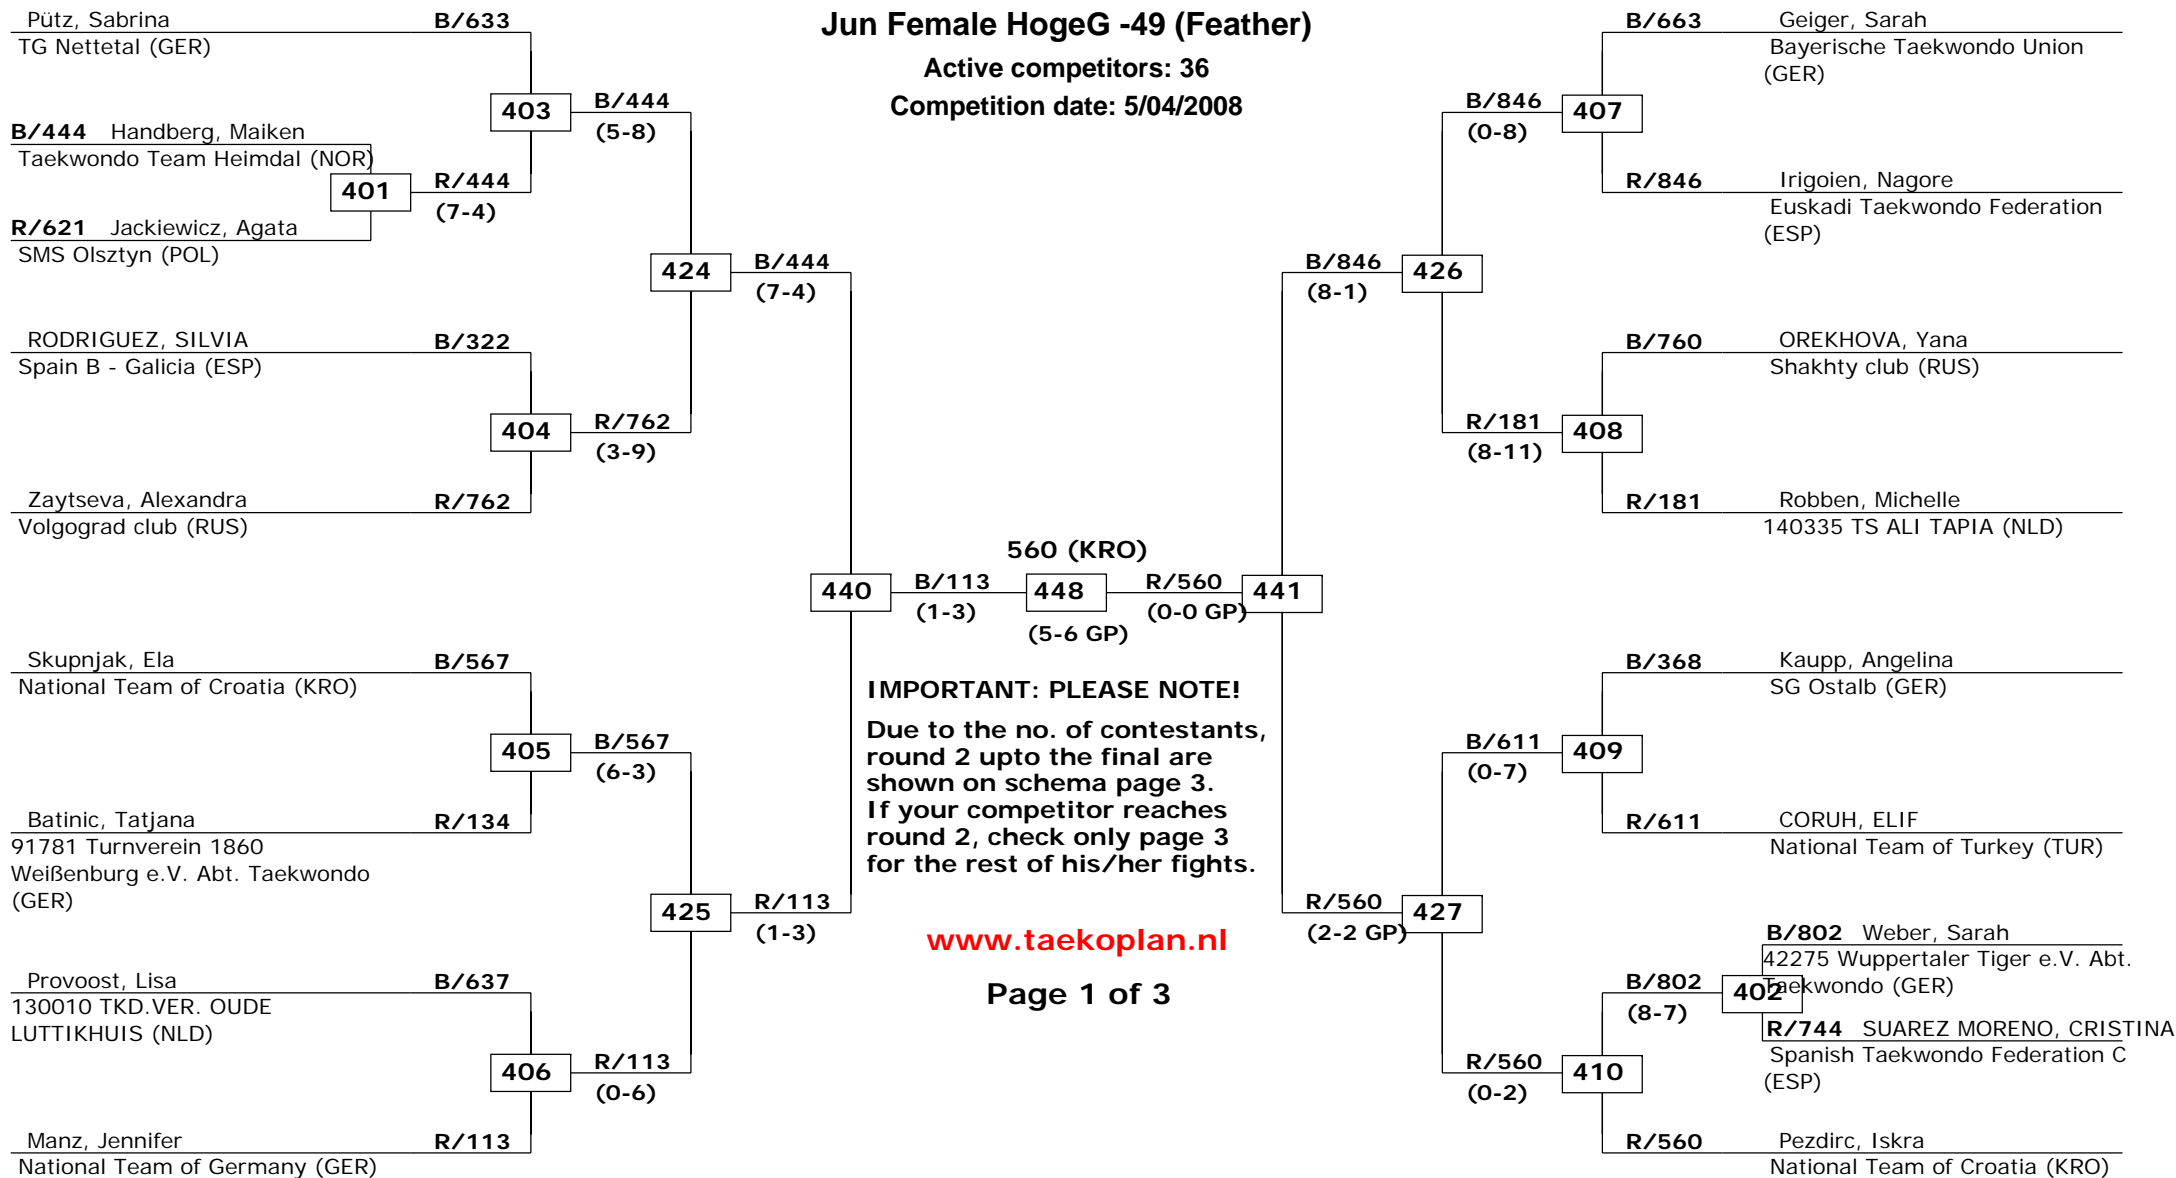 Jun Female HogeG -49 (Feather)
Active competitors: 36
Competition date: 5/04/2008
Pütz, Sabrina B/633
TG Nettetal (GER)
403
B/444
(5-8)
B/444 Handberg, Maiken
Taekwondo Team Heimdal (NOR)
401
R/444
(7-4)
R/621 Jackiewicz, Agata
SMS Olsztyn (POL)
424
B/444
(7-4)
RODRIGUEZ, SILVIA B/322
Spain B - Galicia (ESP)
404
R/762
(3-9)
Zaytseva, Alexandra R/762
Volgograd club (RUS)
440
B/113
(1-3)
560 (KRO)
448
(5-6 GP)
R/560
(0-0 GP)
441
Skupnjak, Ela B/567
National Team of Croatia (KRO)
405
B/567
(6-3)
Batinic, Tatjana R/134
91781 Turnverein 1860
Weißenburg e.V. Abt. Taekwondo
(GER)
425
R/113
(1-3)
Provoost, Lisa B/637
130010 TKD.VER. OUDE
LUTTIKHUIS (NLD)
406
R/113
(0-6)
Manz, Jennifer R/113
National Team of Germany (GER)
IMPORTANT: PLEASE NOTE!
Due to the no. of contestants,
round 2 upto the final are
shown on schema page 3.
If your competitor reaches
round 2, check only page 3
for the rest of his/her fights.
www.taekoplan.nl
Page 1 of 3
B/663 Geiger, Sarah
Bayerische Taekwondo Union
(GER)
B/846
(0-8)
407
R/846 Irigoien, Nagore
Euskadi Taekwondo Federation
(ESP)
B/846
(8-1)
426
B/760 OREKHOVA, Yana
Shakhty club (RUS)
R/181
(8-11)
408
R/181 Robben, Michelle
140335 TS ALI TAPIA (NLD)
B/368 Kaupp, Angelina
SG Ostalb (GER)
B/611
(0-7)
409
R/611 CORUH, ELIF
National Team of Turkey (TUR)
R/560
(2-2 GP)
427
B/802 Weber, Sarah
42275 Wuppertaler Tiger e.V. Abt.
Taekwondo (GER)
B/802
(8-7)
402
R/744 SUAREZ MORENO, CRISTINA
Spanish Taekwondo Federation C
(ESP)
R/560
(0-2)
410
R/560 Pezdirc, Iskra
National Team of Croatia (KRO)